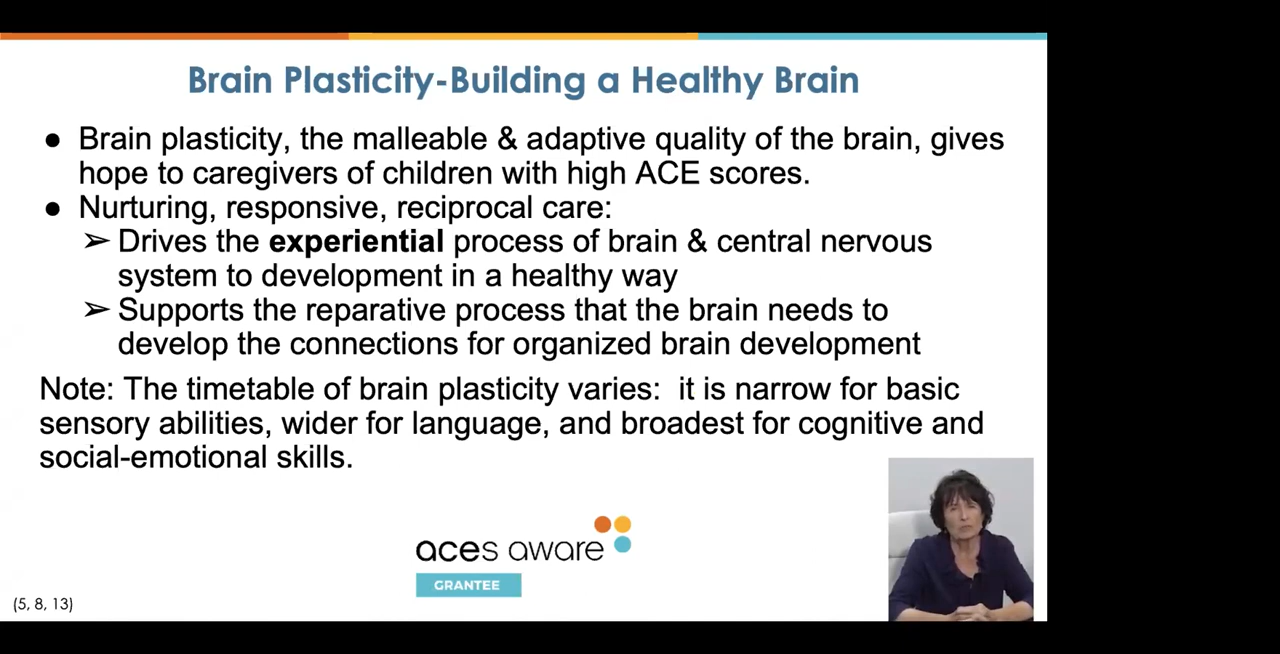 Brain Plasticity-Building a Healthy Brain
● Brain plasticity, the malleable & adaptive quality of the brain, gives
hope to caregivers of children with high ACE scores.
● Nurturing, responsive, reciprocal care:
➢ Drives the experiential process of brain & central nervous
system to development in a healthy way
➢ Supports the reparative process that the brain needs to
develop the connections for organized brain development
Note: The timetable of brain plasticity varies:  it is narrow for basic
sensory abilities, wider for language, and broadest for cognitive and
social-emotional skills.
aces aware
GRANTEE
(5, 8, 13)